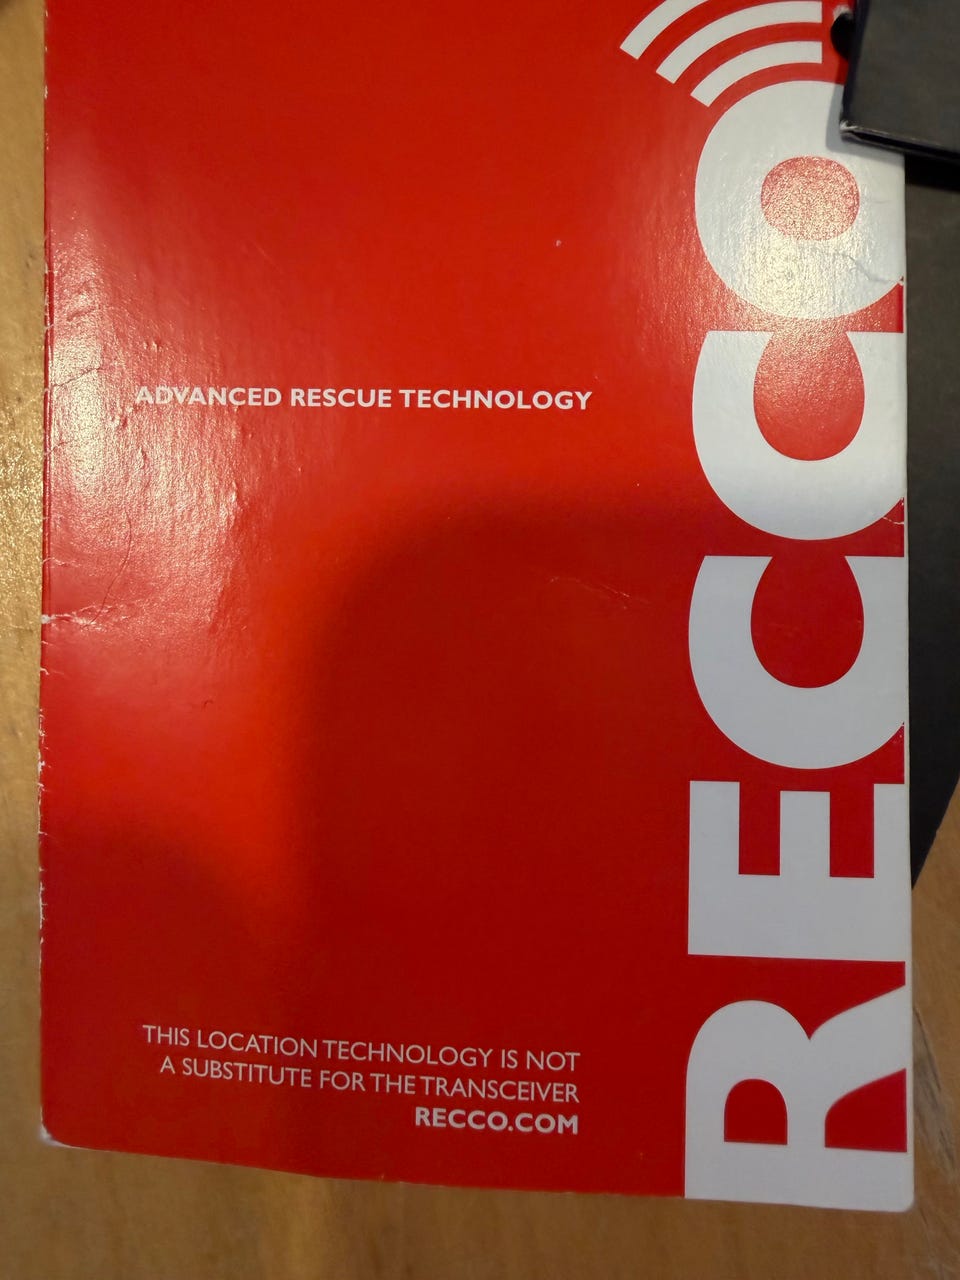 ADVANCED RESCUE TECHNOLOGY
RECCO
THIS LOCATION TECHNOLOGY IS NOT
A SUBSTITUTE FOR THE TRANSCEIVER
RECCO.COM